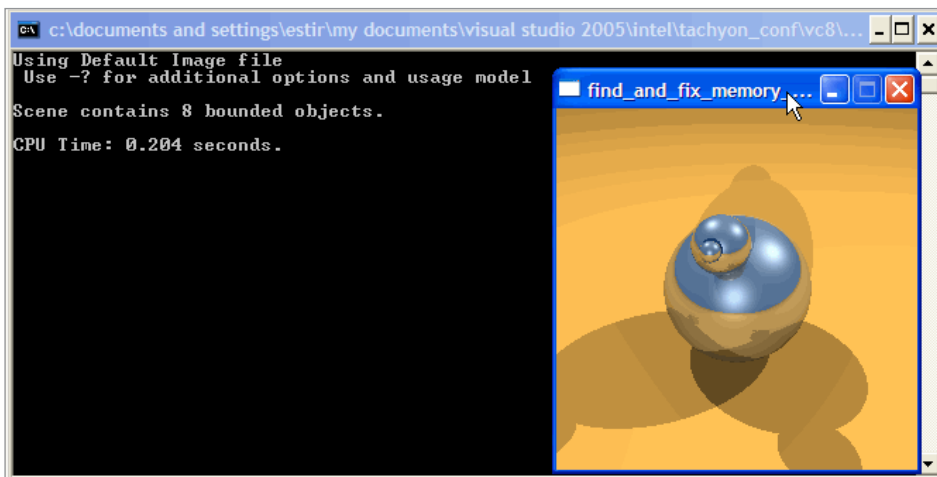 c:\documents and settings\estir\my documents\visual studio 2005\intel\tachyon_conf\vc8\...
Using Default Image file
Use -? for additional options and usage model
find_and_fix_memory_...
Scene contains 8 bounded objects.
CPU Time: 0.204 seconds.